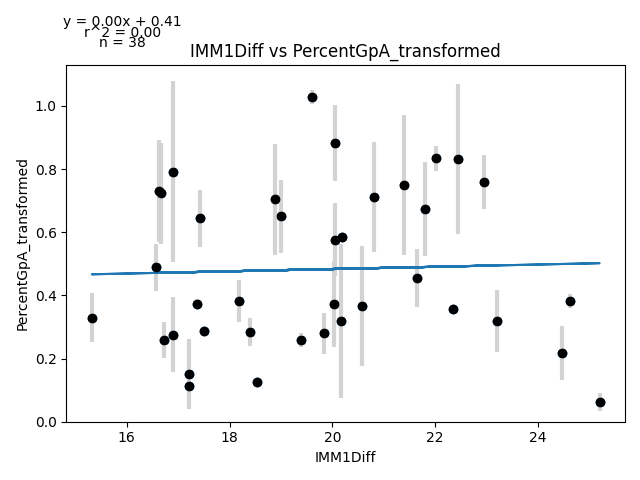 y = 0.00x + 0.41
r^2 = 0.00
n = 38
IMM1Diff vs PercentGpA_transformed
PercentGpA_transformed
1.0
0.8
0.6
0.4
0.2
0.0
16 18 20 22 24
IMM1Diff